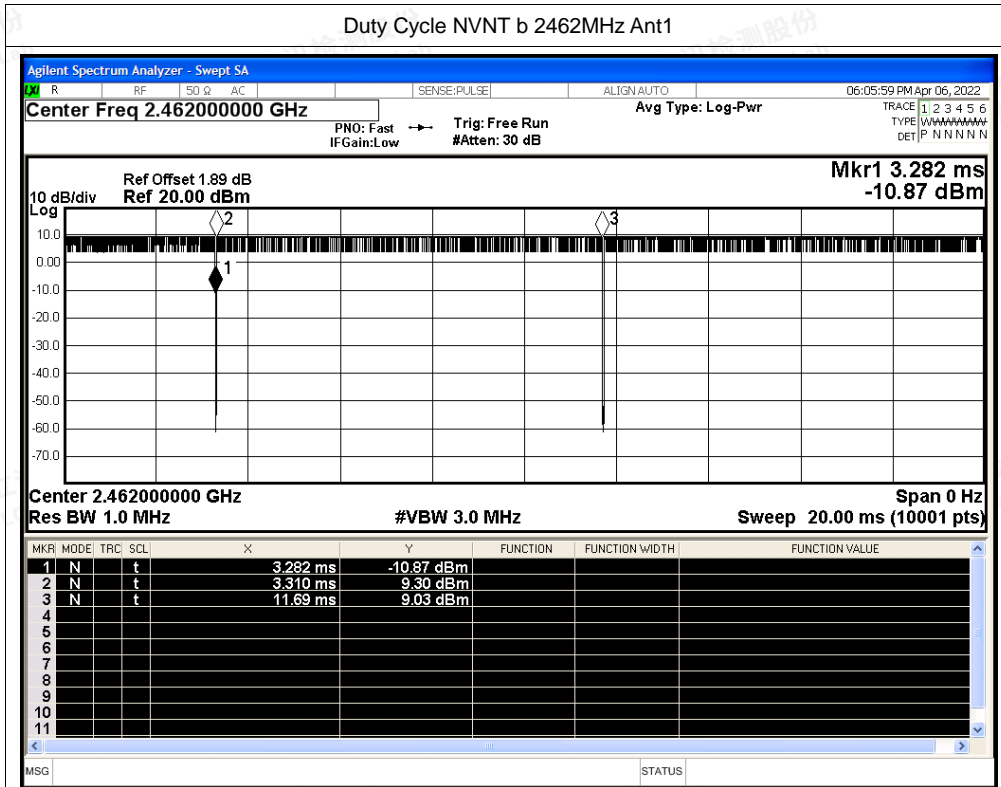 Duty Cycle NVNT b 2462MHz Ant1
Agilent Spectrum Analyzer - Swept SA
LXI R RF 50 Ω AC SENSE:PULSE ALIGN AUTO 06:05:59 PM Apr 06, 2022
Center Freq 2.462000000 GHz
PNO: Fast
IFGain:Low
Trig: Free Run
#Atten: 30 dB
Avg Type: Log-Pwr
TRACE 1 2 3 4 5 6
TYPE WWWWWW
DET P N N N N N
Mkr1 3.282 ms
-10.87 dBm
Ref Offset 1.89 dB
10 dB/div Ref 20.00 dBm
Log
2
3
10.0
0.00
1
-10.0
-20.0
-30.0
-40.0
-50.0
-60.0
-70.0
Center 2.462000000 GHz Span 0 Hz
Res BW 1.0 MHz #VBW 3.0 MHz Sweep 20.00 ms (10001 pts)
MKR MODE TRC SCL X Y FUNCTION FUNCTION WIDTH FUNCTION VALUE
1 N t 3.282 ms -10.87 dBm
2 N t 3.310 ms 9.30 dBm
3 N t 11.69 ms 9.03 dBm
4
5
6
7
8
9
10
11
MSG STATUS